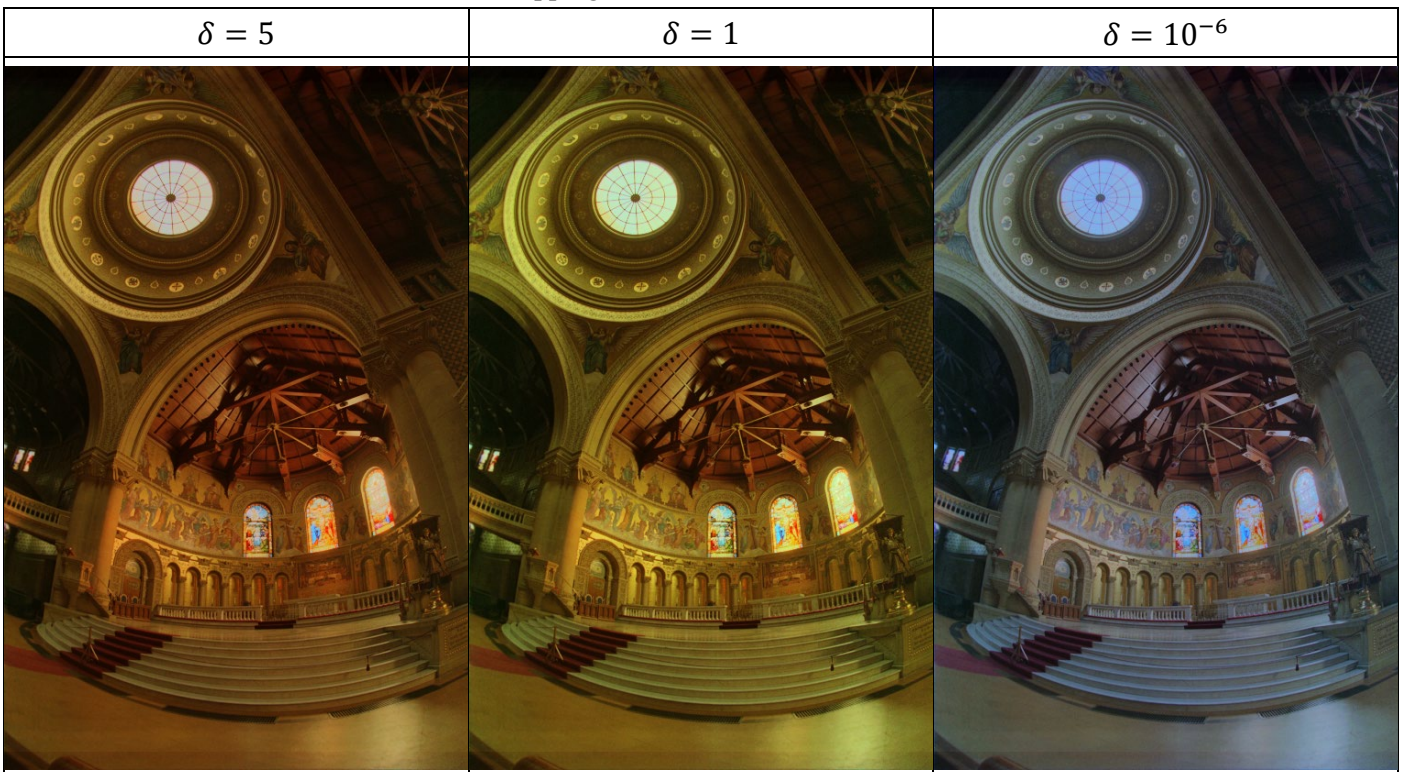 δ = 5
δ = 1
δ = 10⁻⁶